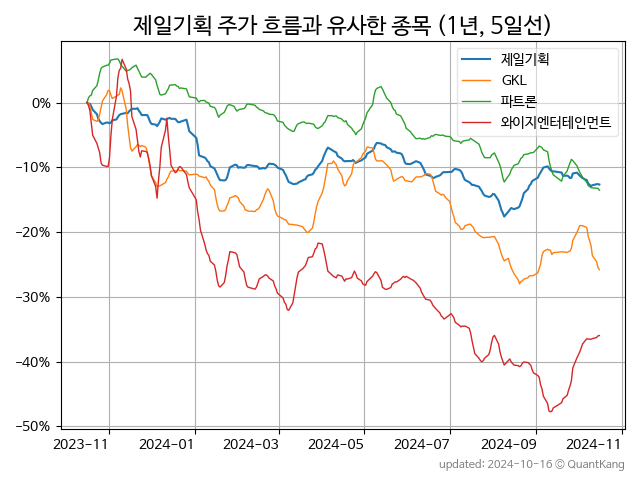 제일기획 주가 흐름과 유사한 종목 (1년, 5일선)
제일기획
GKL
파트론
와이지엔터테인먼트
0%
−10%
−20%
−30%
−40%
−50%
2023-11
2024-01
2024-03
2024-05
2024-07
2024-09
2024-11
updated: 2024-10-16 © QuantKang